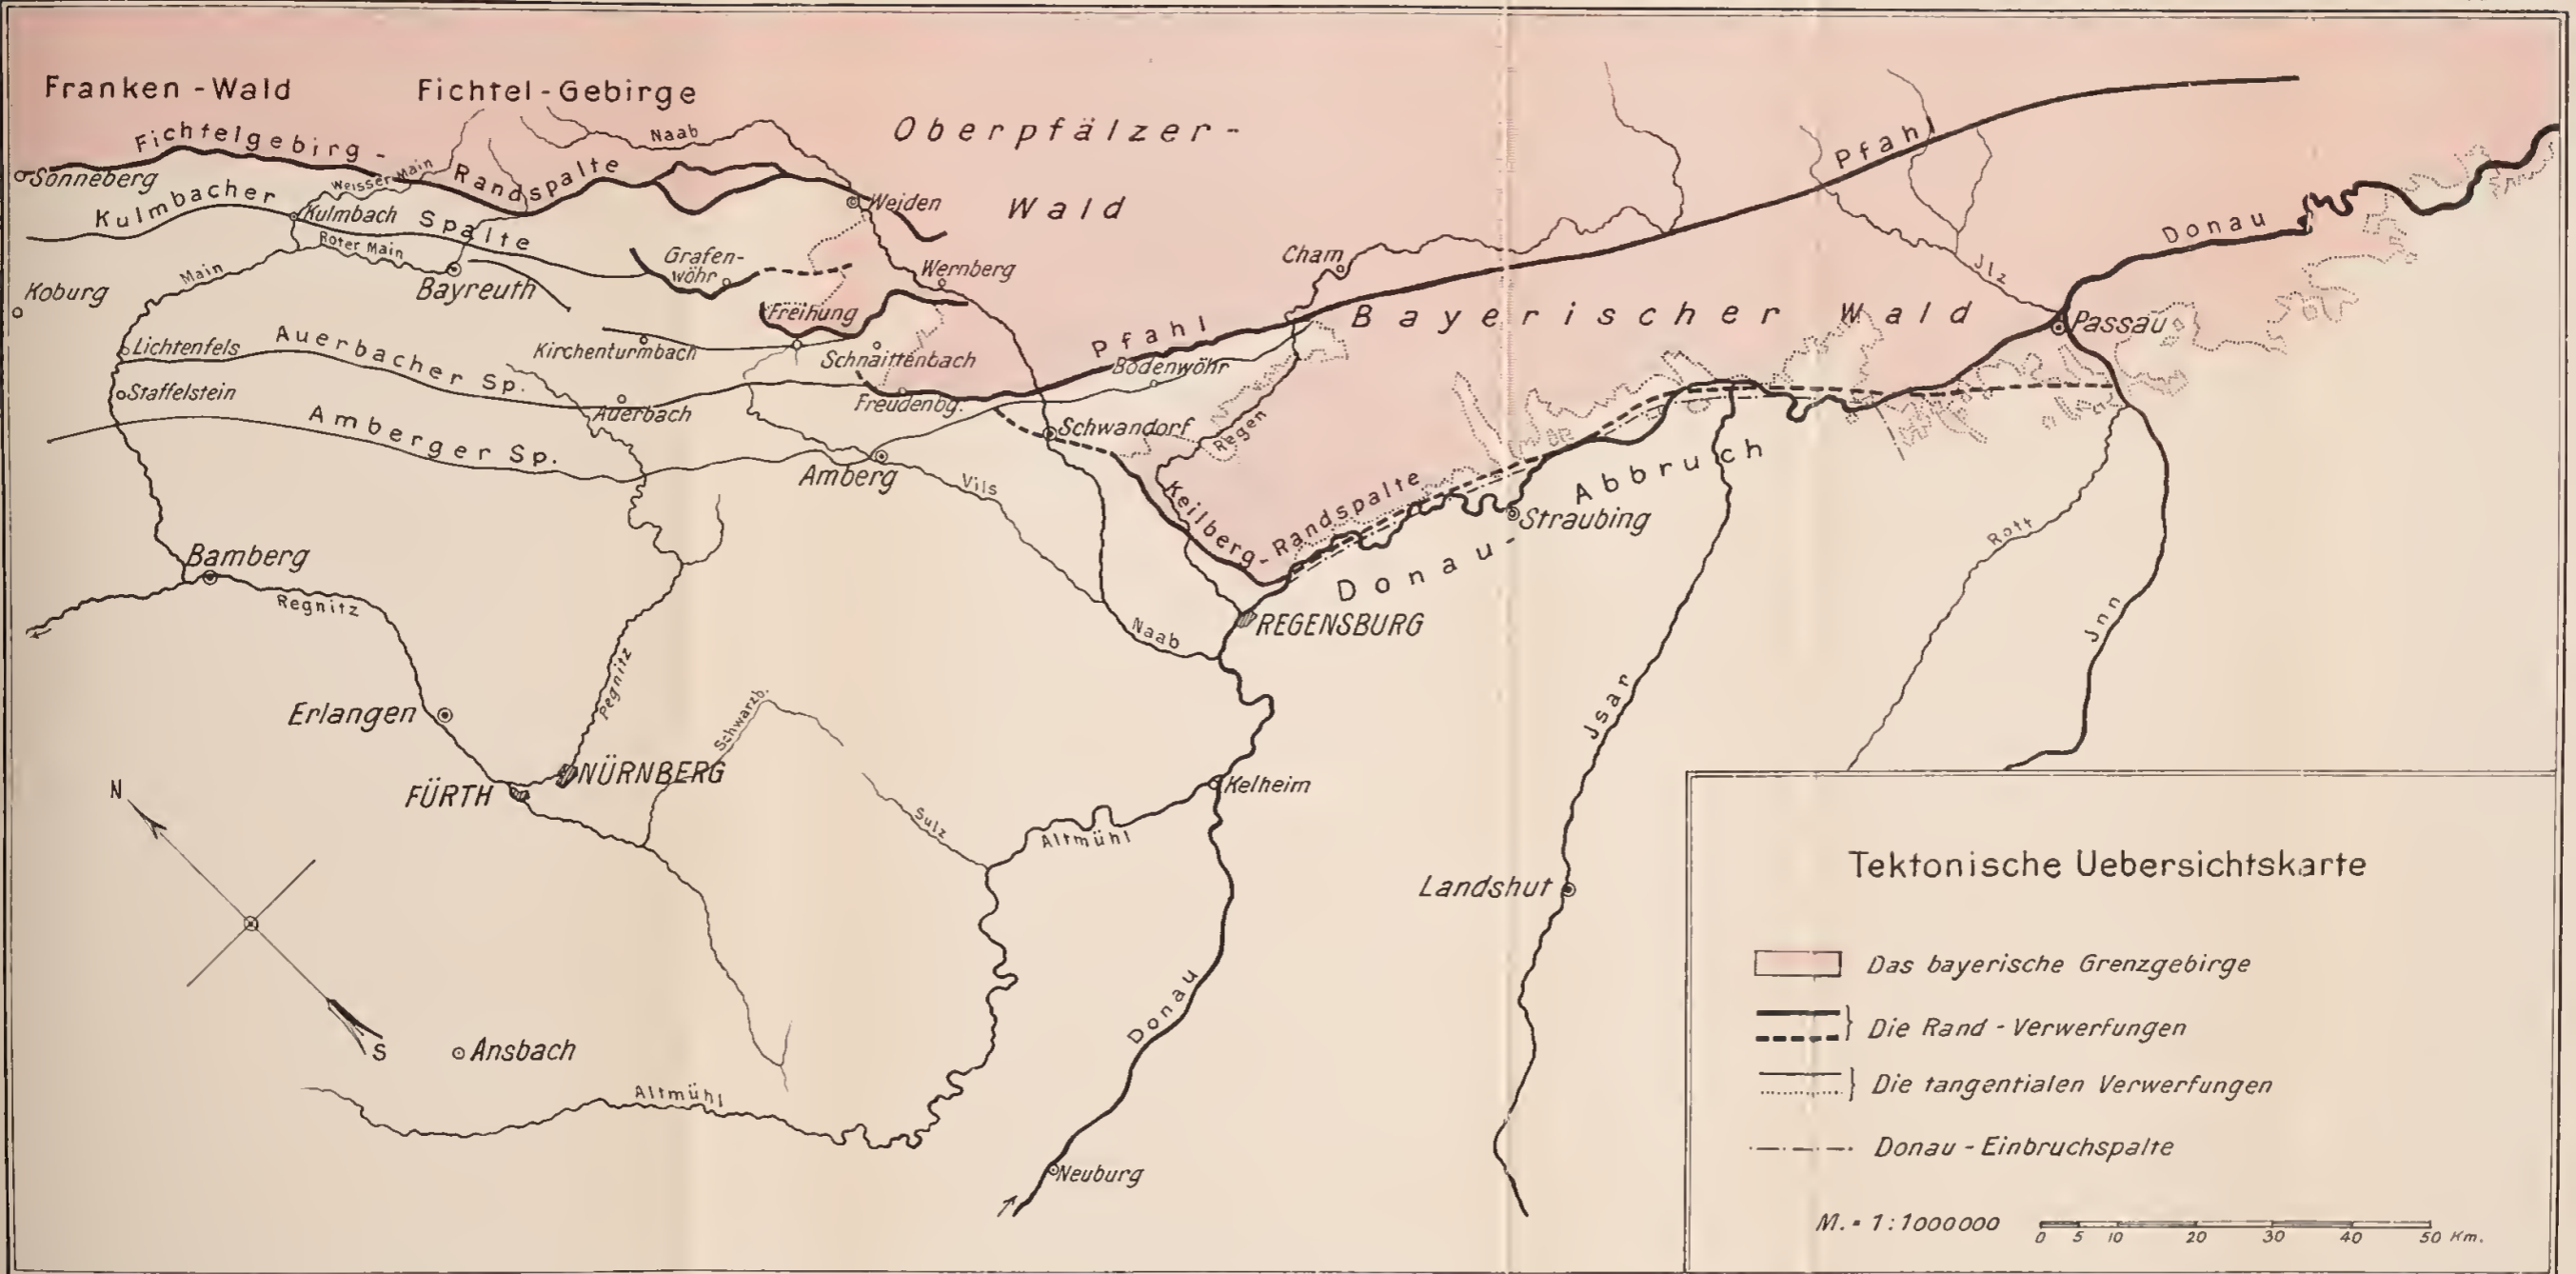 Franken-Wald
Fichtel-Gebirge
Oberpfälzer-
Wald
Fichtelgebirg-
Randspalte
Naab
Pfahl
Sonneberg
Weisser Main
Kulmbacher
Spalte
Kulmbach
Roter Main
Weiden
Donau
Main
Grafen-
wöhr
Wernberg
Cham
Jlz
Koburg
Bayreuth
Freihung
Bayerischer Wald
Passau
Lichtenfels
Auerbacher Sp.
Kirchenturmbach
Schnaittenbach
Pfahl
Bodenwöhr
Staffelstein
Auerbach
Freudenbg.
Amberger Sp.
Schwandorf
Regen
Amberg
Vils
Keilberg-Randspalte
Donau-Abbruch
Straubing
Bamberg
Regnitz
Rott
Naab
REGENSBURG
Jnn
Pegnitz
Erlangen
Schwarzb.
Jsar
NÜRNBERG
FÜRTH
Kelheim
N
Sulz
Altmühl
Landshut
Donau
S
Ansbach
Altmühl
Neuburg
Tektonische Uebersichtskarte
Das bayerische Grenzgebirge
Die Rand-Verwerfungen
Die tangentialen Verwerfungen
Donau-Einbruchspalte
M.=1:1000000
0 5 10 20 30 40 50 Km.